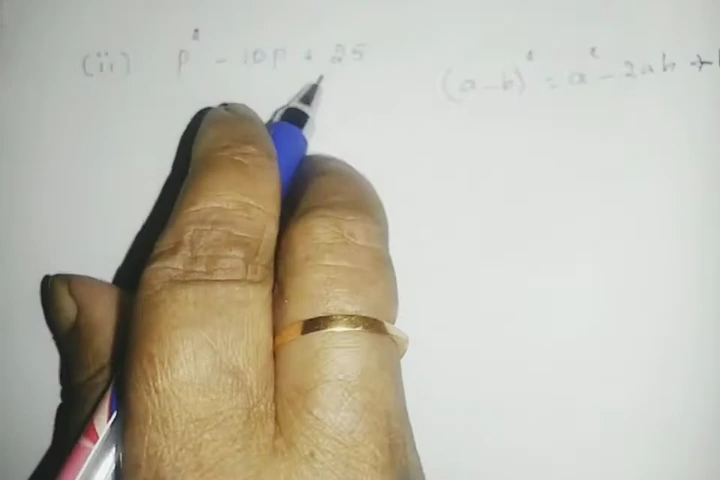 (ii) p² - 10p + 25
(a-b)² = a² - 2ab + b